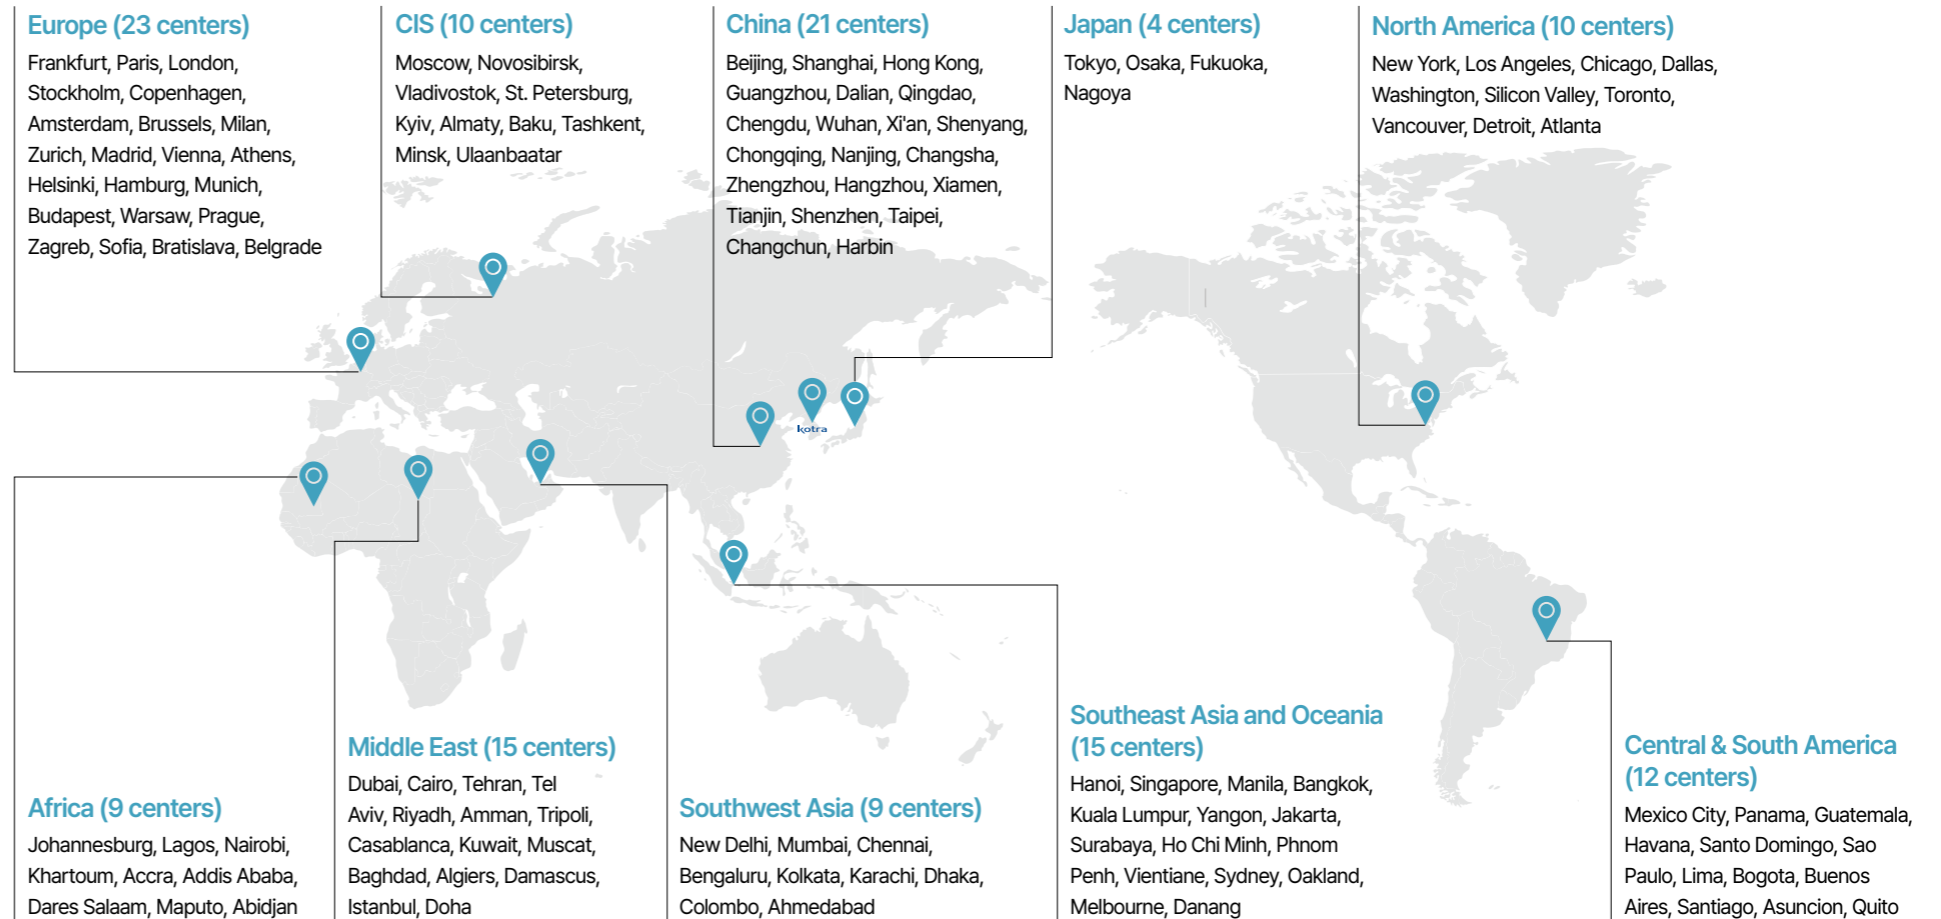 Europe (23 centers)
Frankfurt, Paris, London,
Stockholm, Copenhagen,
Amsterdam, Brussels, Milan,
Zurich, Madrid, Vienna, Athens,
Helsinki, Hamburg, Munich,
Budapest, Warsaw, Prague,
Zagreb, Sofia, Bratislava, Belgrade
CIS (10 centers)
Moscow, Novosibirsk,
Vladivostok, St. Petersburg,
Kyiv, Almaty, Baku, Tashkent,
Minsk, Ulaanbaatar
China (21 centers)
Beijing, Shanghai, Hong Kong,
Guangzhou, Dalian, Qingdao,
Chengdu, Wuhan, Xi'an, Shenyang,
Chongqing, Nanjing, Changsha,
Zhengzhou, Hangzhou, Xiamen,
Tianjin, Shenzhen, Taipei,
Changchun, Harbin
Japan (4 centers)
Tokyo, Osaka, Fukuoka,
Nagoya
North America (10 centers)
New York, Los Angeles, Chicago, Dallas,
Washington, Silicon Valley, Toronto,
Vancouver, Detroit, Atlanta
kotra
Africa (9 centers)
Johannesburg, Lagos, Nairobi,
Khartoum, Accra, Addis Ababa,
Dares Salaam, Maputo, Abidjan
Middle East (15 centers)
Dubai, Cairo, Tehran, Tel
Aviv, Riyadh, Amman, Tripoli,
Casablanca, Kuwait, Muscat,
Baghdad, Algiers, Damascus,
Istanbul, Doha
Southwest Asia (9 centers)
New Delhi, Mumbai, Chennai,
Bengaluru, Kolkata, Karachi, Dhaka,
Colombo, Ahmedabad
Southeast Asia and Oceania
(15 centers)
Hanoi, Singapore, Manila, Bangkok,
Kuala Lumpur, Yangon, Jakarta,
Surabaya, Ho Chi Minh, Phnom
Penh, Vientiane, Sydney, Oakland,
Melbourne, Danang
Central & South America
(12 centers)
Mexico City, Panama, Guatemala,
Havana, Santo Domingo, Sao
Paulo, Lima, Bogota, Buenos
Aires, Santiago, Asuncion, Quito